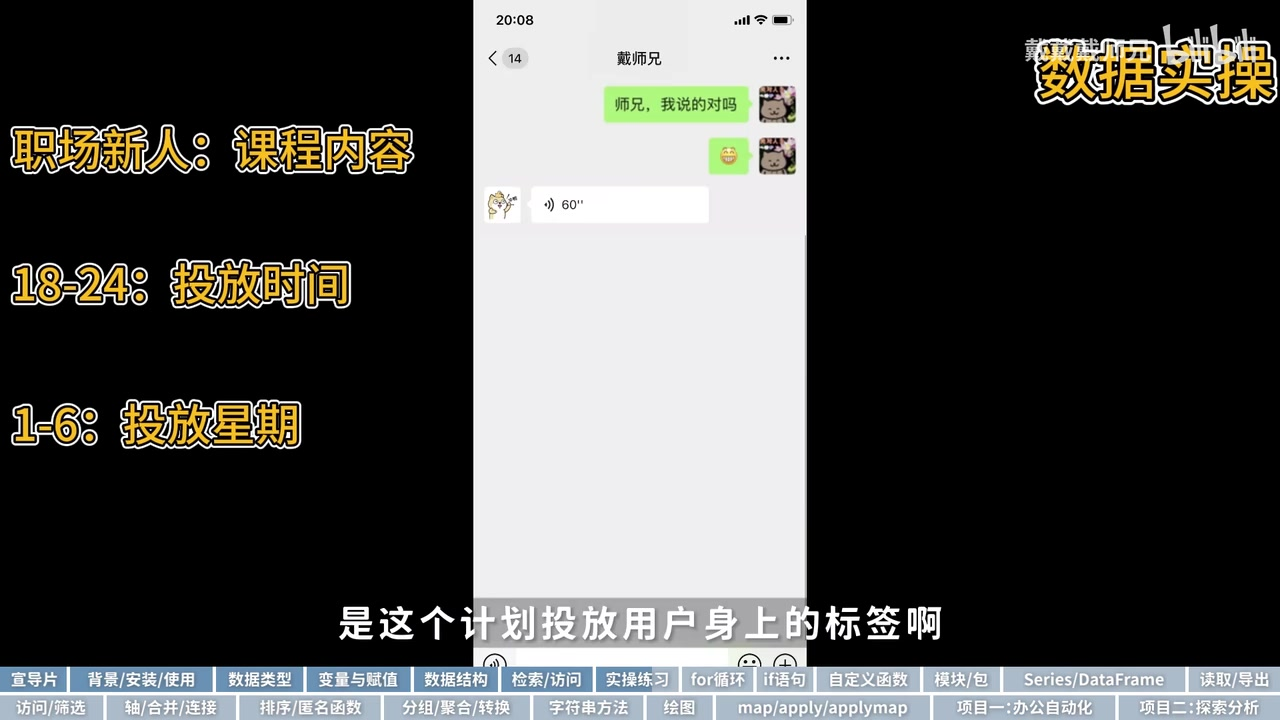 20:08
14
戴师兄
戴戴戴师兄 bilibili
数据实操
师兄，我说的对吗
60''
职场新人：课程内容
18-24：投放时间
1-6：投放星期
是这个计划投放用户身上的标签啊
宣导片 背景/安装/使用 数据类型 变量与赋值 数据结构 检索/访问 实操练习 for循环 if语句 自定义函数 模块/包 Series/DataFrame 读取/导出
访问/筛选 轴/合并/连接 排序/匿名函数 分组/聚合/转换 字符串方法 绘图 map/apply/applymap 项目一:办公自动化 项目二:探索分析